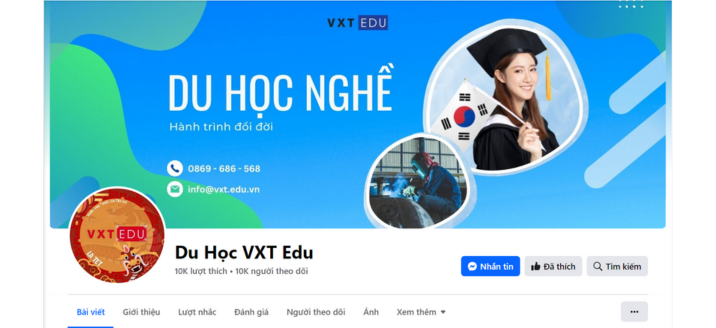 VXT EDU
DU HỌC NGHỀ
Hành trình đổi đời
0869 - 686 - 568
info@vxt.edu.vn
VXT EDU
Du Học VXT Edu
10K lượt thích • 10K người theo dõi
Nhắn tin
Đã thích
Tìm kiếm
Bài viết Giới thiệu Lượt nhắc Đánh giá Người theo dõi Ảnh Xem thêm